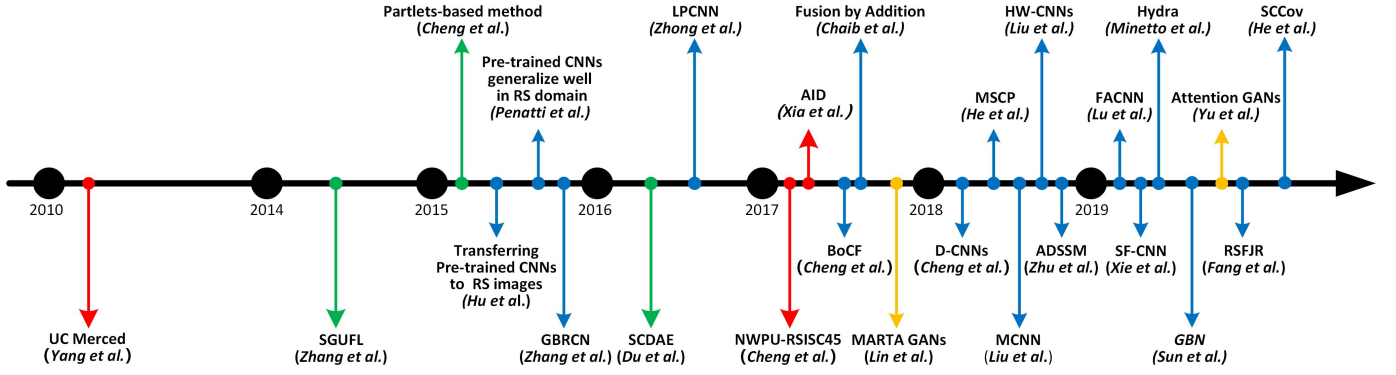 Partlets-based method
(Cheng et al.)
LPCNN
(Zhong et al.)
Fusion by Addition
(Chaib et al.)
HW-CNNs
(Liu et al.)
Hydra
(Minetto et al.)
SCCov
(He et al.)
Pre-trained CNNs
generalize well
in RS domain
(Penatti et al.)
AID
(Xia et al.)
MSCP
(He et al.)
FACNN
(Lu et al.)
Attention GANs
(Yu et al.)
2010
2014
2015
2016
2017
2018
2019
Transferring
Pre-trained CNNs
to RS images
(Hu et al.)
BoCF
(Cheng et al.)
D-CNNs
(Cheng et al.)
ADSSM
(Zhu et al.)
SF-CNN
(Xie et al.)
RSFJR
(Fang et al.)
UC Merced
(Yang et al.)
SGUFL
(Zhang et al.)
GBRCN
(Zhang et al.)
SCDAE
(Du et al.)
NWPU-RSISC45
(Cheng et al.)
MARTA GANs
(Lin et al.)
MCNN
(Liu et al.)
GBN
(Sun et al.)